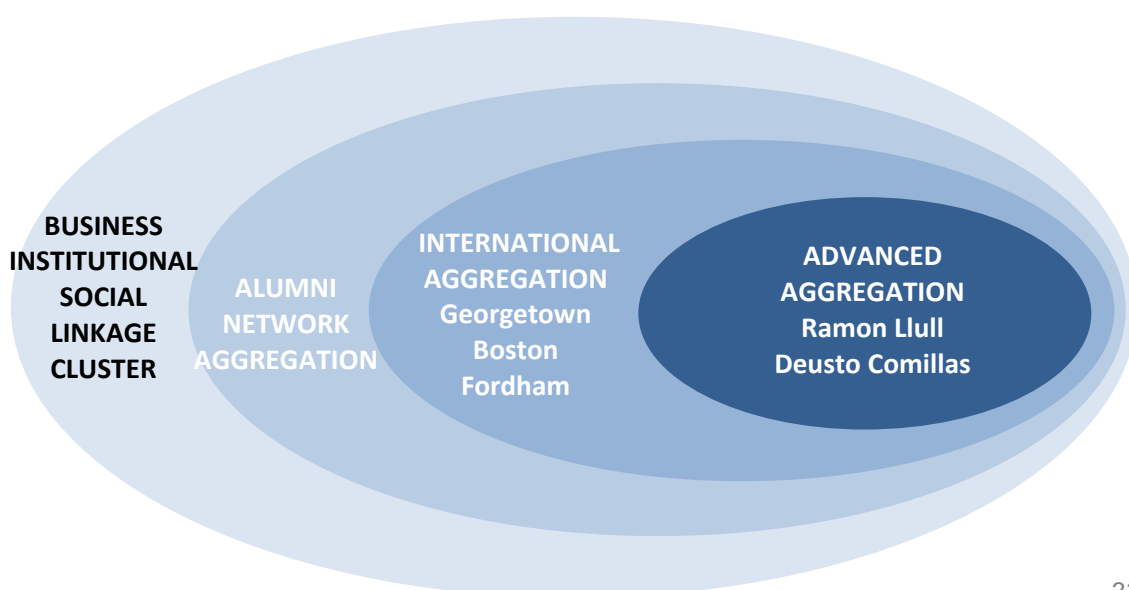 BUSINESS
INSTITUTIONAL
SOCIAL
LINKAGE
CLUSTER
ALUMNI
NETWORK
AGGREGATION
INTERNATIONAL
AGGREGATION
Georgetown
Boston
Fordham
ADVANCED
AGGREGATION
Ramon Llull
Deusto Comillas